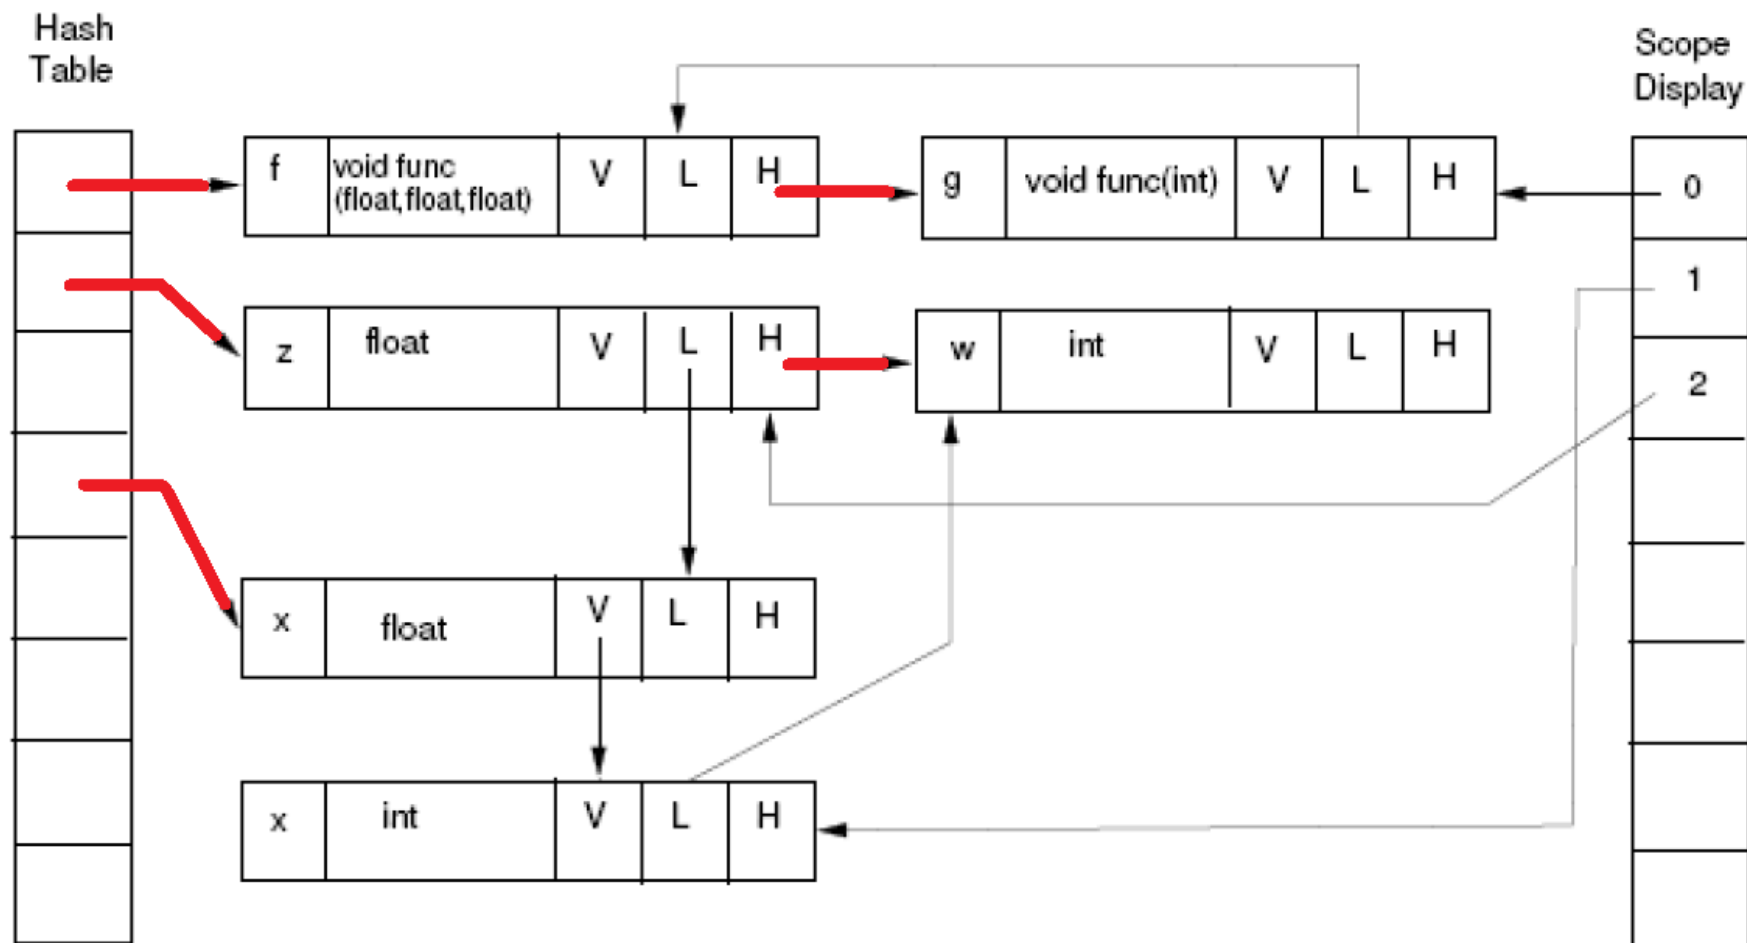 Hash
Table
Scope
Display
f void func V L H
(float,float,float)
g void func(int) V L H
0
1
z float V L H
w int V L H
2
x float V L H
x int V L H